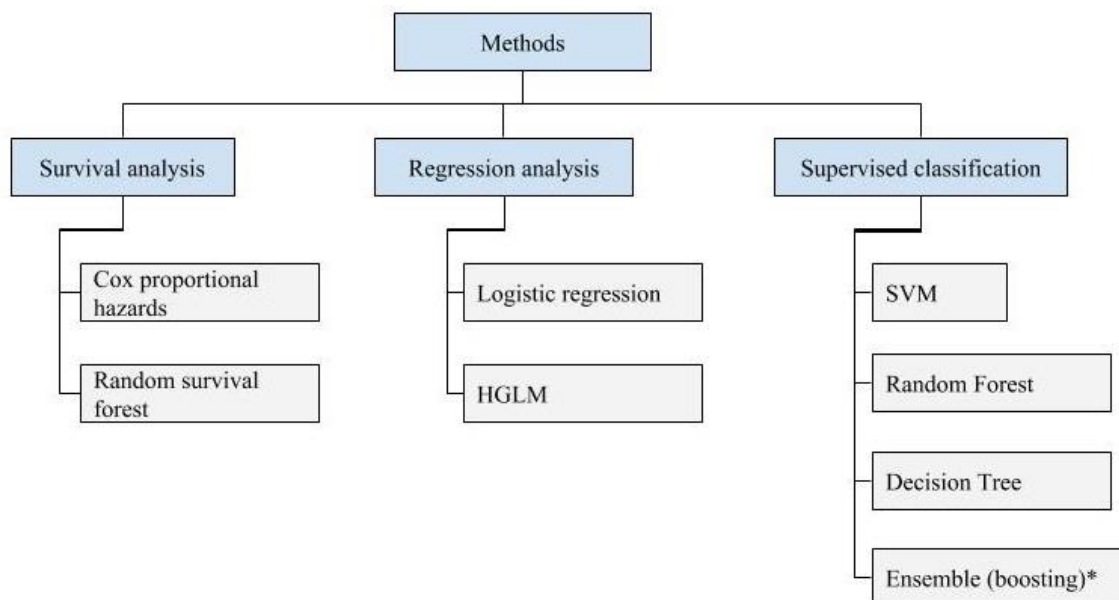 Methods
Survival analysis
Regression analysis
Supervised classification
Cox proportional
hazards
Random survival
forest
Logistic regression
HGLM
SVM
Random Forest
Decision Tree
Ensemble (boosting)*